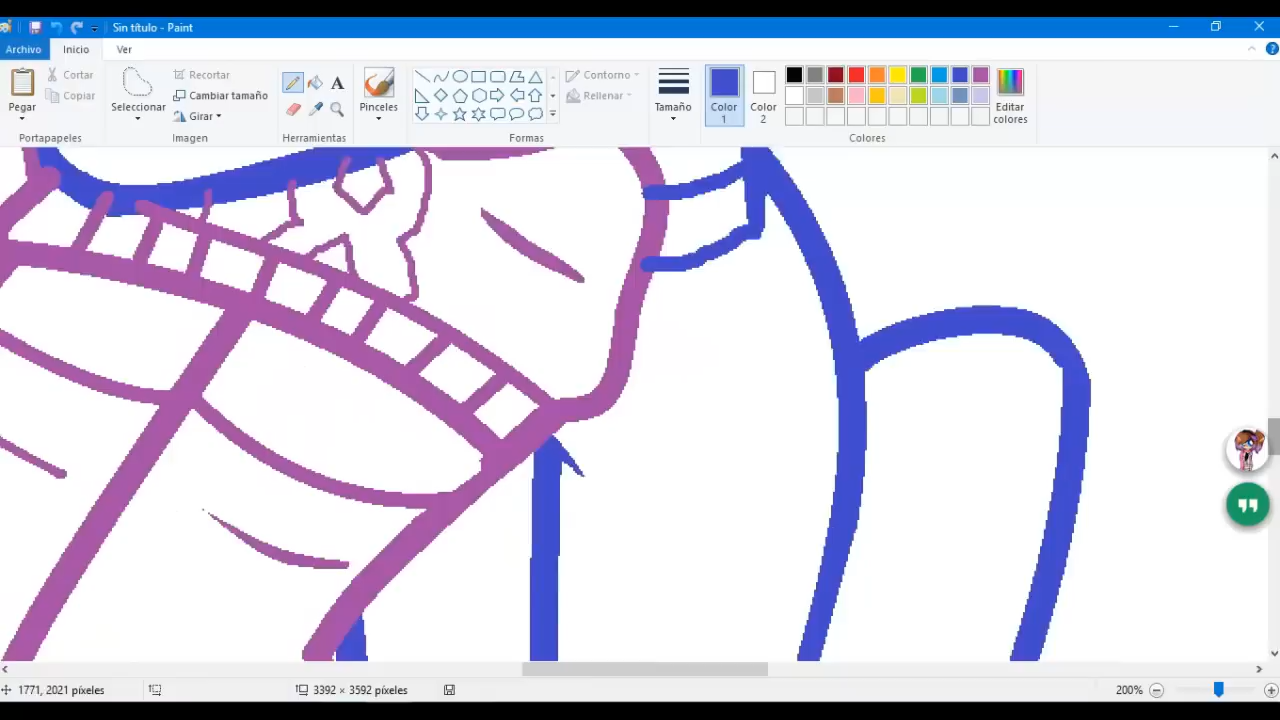 Sin título - Paint
Archivo Inicio Ver
Pegar
Cortar
Copiar
Portapapeles
Seleccionar
Recortar
Cambiar tamaño
Girar
Imagen
A
Herramientas
Pinceles
Contorno
Rellenar
Formas
Tamaño
Color
1
Color
2
Editar
colores
Colores
1771, 2021 píxeles
3392 × 3592 píxeles
200%